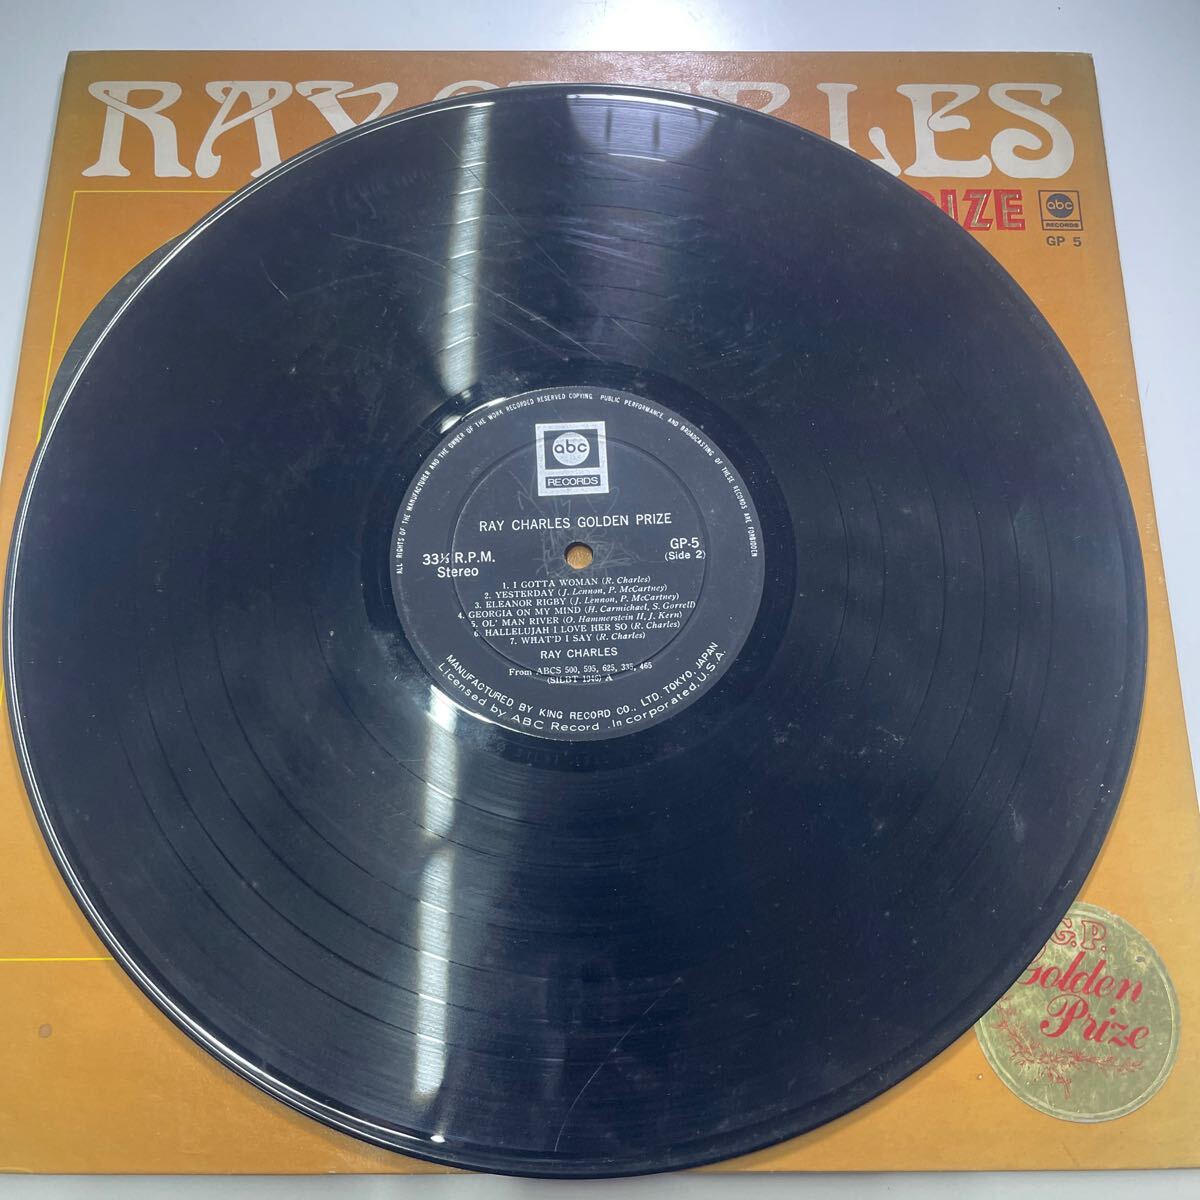 RAY CHARLES
PRIZE
abc
RECORDS
GP 5
ALL RIGHTS OF THE MANUFACTURER AND THE OWNER OF THE WORK RECORDED RESERVED COPYING. PUBLIC PERFORMANCE AND BROADCASTING OF THESE RECORDS ARE FORBIDDEN
abc
RECORDS
RAY CHARLES GOLDEN PRIZE
33⅓ R.P.M.
Stereo
GP-5
(Side 2)
1. I GOTTA WOMAN (R. Charles)
2. YESTERDAY (J. Lennon, P. McCartney)
3. ELEANOR RIGBY (J. Lennon, P. McCartney)
4. GEORGIA ON MY MIND (H. Carmichael, S. Gorrell)
5. OL' MAN RIVER (O. Hammerstein II, J. Kern)
6. HALLELUJAH I LOVE HER SO (R. Charles)
7. WHAT'D I SAY (R. Charles)
RAY CHARLES
From ABCS 500, 595, 625, 335, 465
(SILBT 1046) A
MANUFACTURED BY KING RECORD CO., LTD. TOKYO, JAPAN
Licensed by ABC Record, Incorporated, U.S.A.
G.P.
Golden
Prize